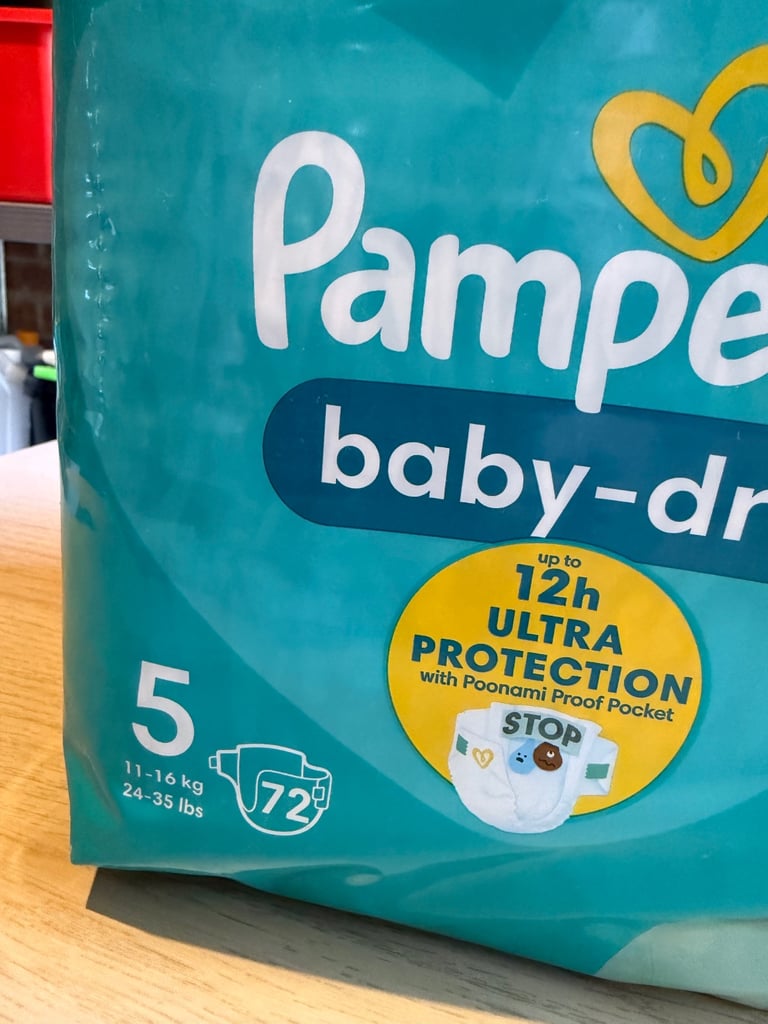 Pampe
baby-dr
up to
12h
ULTRA
PROTECTION
with Poonami Proof Pocket
STOP
5
11-16 kg
24-35 lbs
72